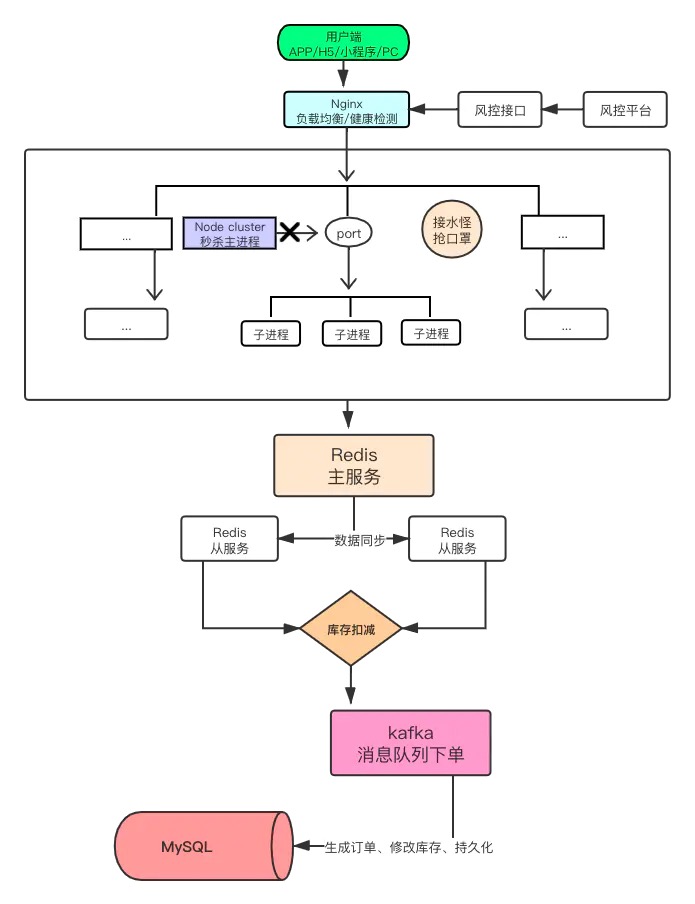 用户端
APP/H5/小程序/PC
Nginx
负载均衡/健康检测
风控接口
风控平台
...
Node cluster
秒杀主进程
port
接水怪
抢口罩
...
...
子进程
子进程
子进程
...
Redis
主服务
Redis
从服务
数据同步
Redis
从服务
库存扣减
kafka
消息队列下单
MySQL
生成订单、修改库存、持久化